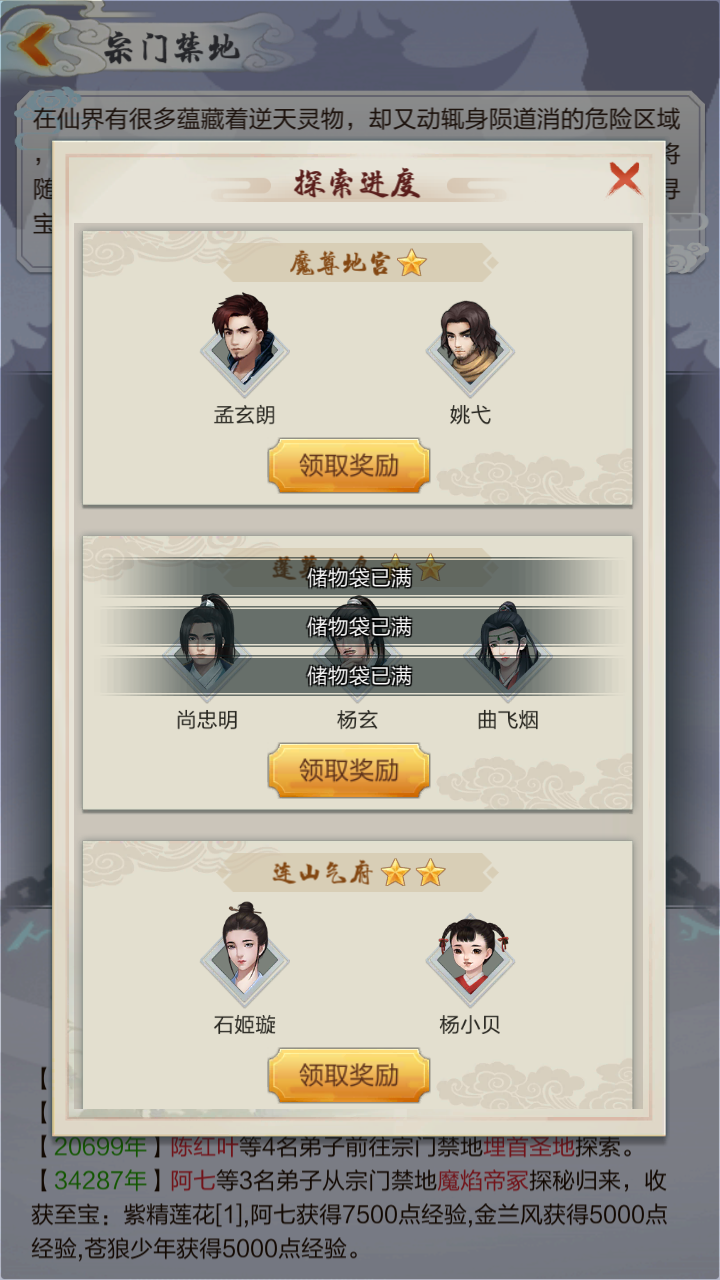 宗门禁地
在仙界有很多蕴藏着逆天灵物，却又动辄身陨道消的危险区域
，
将
随
寻
宝
探索进度
魔尊地宫
孟玄朗
姚弋
领取奖励
储物袋已满
储物袋已满
储物袋已满
尚忠明
杨玄
曲飞烟
领取奖励
连山气府
石姬璇
杨小贝
领取奖励
【
【
【20699年】陈红叶等4名弟子前往宗门禁地埋首圣地探索。
【34287年】阿七等3名弟子从宗门禁地魔焰帝冢探秘归来，收
获至宝：紫精莲花[1],阿七获得7500点经验,金兰风获得5000点
经验,苍狼少年获得5000点经验。